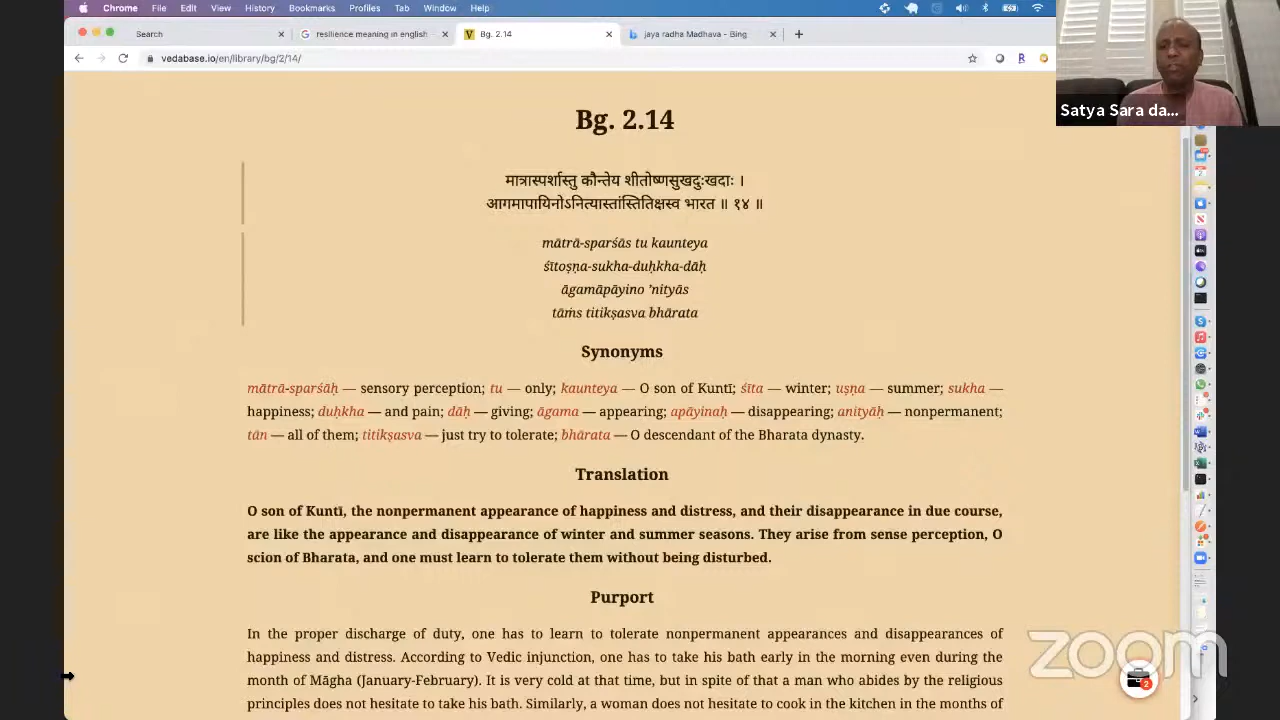 Chrome File Edit View History Bookmarks Profiles Tab Window Help
Search
resilience meaning in english
Bg. 2.14
jaya radha Madhava - Bing
vedabase.io/en/library/bg/2/14/
Satya Sara da...
Bg. 2.14
मात्रास्पर्शास्तु कौन्तेय शीतोष्णसुखदुःखदाः ।
आगमापायिनोऽनित्यास्तांस्तितिक्षस्व भारत ॥ १४ ॥
mātrā-sparśās tu kaunteya
śītoṣṇa-sukha-duḥkha-dāḥ
āgamāpāyino ’nityās
tāṁs titikṣasva bhārata
Synonyms
mātrā-sparśāḥ — sensory perception; tu — only; kaunteya — O son of Kuntī; śīta — winter; uṣṇa — summer; sukha —
happiness; duḥkha — and pain; dāḥ — giving; āgama — appearing; apāyinaḥ — disappearing; anityāḥ — nonpermanent;
tān — all of them; titikṣasva — just try to tolerate; bhārata — O descendant of the Bharata dynasty.
Translation
O son of Kuntī, the nonpermanent appearance of happiness and distress, and their disappearance in due course,
are like the appearance and disappearance of winter and summer seasons. They arise from sense perception, O
scion of Bharata, and one must learn to tolerate them without being disturbed.
Purport
In the proper discharge of duty, one has to learn to tolerate nonpermanent appearances and disappearances of
happiness and distress. According to Vedic injunction, one has to take his bath early in the morning even during the
month of Māgha (January-February). It is very cold at that time, but in spite of that a man who abides by the religious
principles does not hesitate to take his bath. Similarly, a woman does not hesitate to cook in the kitchen in the months of
zoom
2